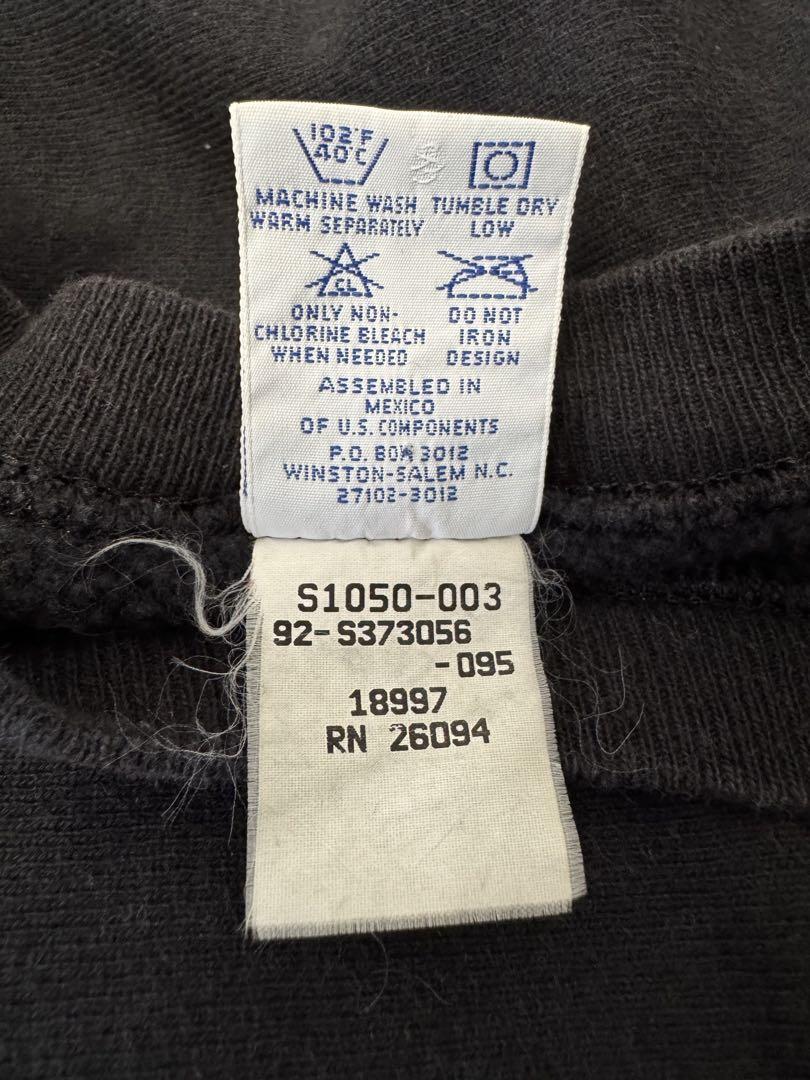 102°F
40°C
MACHINE WASH
WARM SEPARATELY
TUMBLE DRY
LOW
CL
ONLY NON-
CHLORINE BLEACH
WHEN NEEDED
DO NOT
IRON
DESIGN
ASSEMBLED IN
MEXICO
OF U.S. COMPONENTS
P.O. BOX 3012
WINSTON-SALEM N.C.
27102-3012
S1050-003
92-S373056
-095
18997
RN 26094